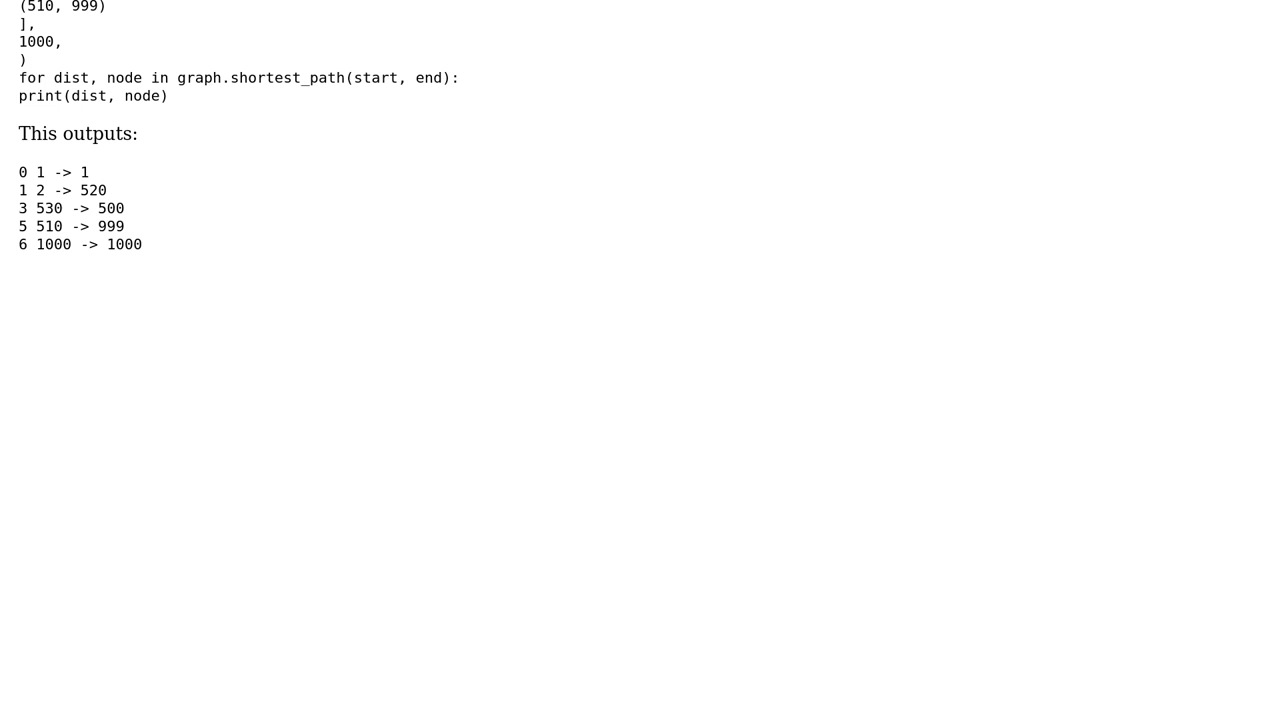 (510, 999)
],
1000,
)
for dist, node in graph.shortest_path(start, end):
print(dist, node)
This outputs:
0 1 -> 1
1 2 -> 520
3 530 -> 500
5 510 -> 999
6 1000 -> 1000